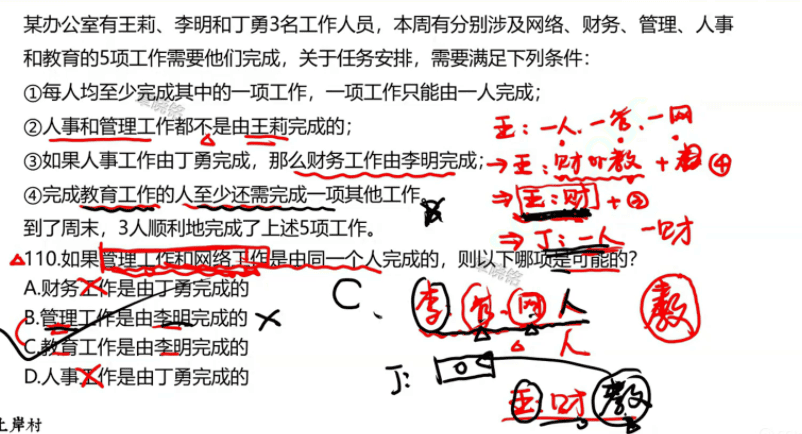 某办公室有王莉、李明和丁勇3名工作人员，本周有分别涉及网络、财务、管理、人事
和教育的5项工作需要他们完成，关于任务安排，需要满足下列条件：
①每人均至少完成其中的一项工作，一项工作只能由一人完成；
②人事和管理工作都不是由王莉完成的；
王：一人、一管、一网
③如果人事工作由丁勇完成，那么财务工作由李明完成；
→王：财 教 + ④
④完成教育工作的人至少还需完成一项其他工作。
⇒ 王：财 + ③
到了周末，3人顺利地完成了上述5项工作。
⇒ 丁：一人 一财
110.如果管理工作和网络工作是由同一个人完成的，则以下哪项是可能的？
A.财务工作是由丁勇完成的
C、 李 管、网 人 教
B.管理工作是由李明完成的
C.教育工作是由李明完成的
人
D.人事工作是由丁勇完成的
丁：
王：财 教
上岸村